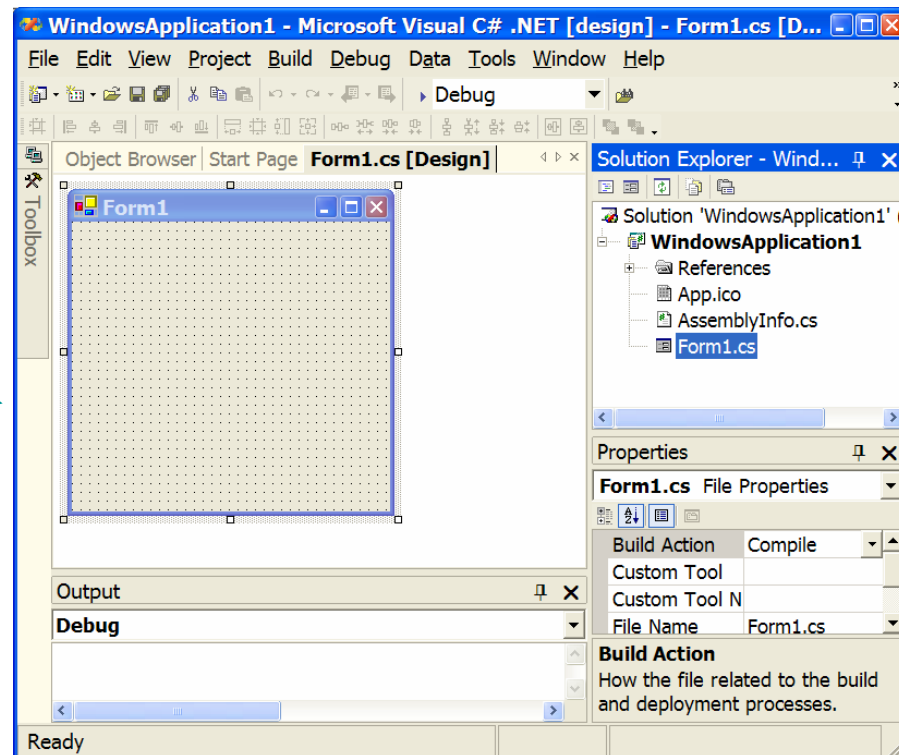 WindowsApplication1 - Microsoft Visual C# .NET [design] - Form1.cs [D...
File Edit View Project Build Debug Data Tools Window Help
Debug
Toolbox
Object Browser Start Page Form1.cs [Design]
Form1
Solution Explorer - Wind...
Solution 'WindowsApplication1' (
WindowsApplication1
References
App.ico
AssemblyInfo.cs
Form1.cs
Properties
Form1.cs File Properties
Build Action Compile
Custom Tool
Custom Tool N
File Name Form1.cs
Build Action
How the file related to the build
and deployment processes.
Output
Debug
Ready